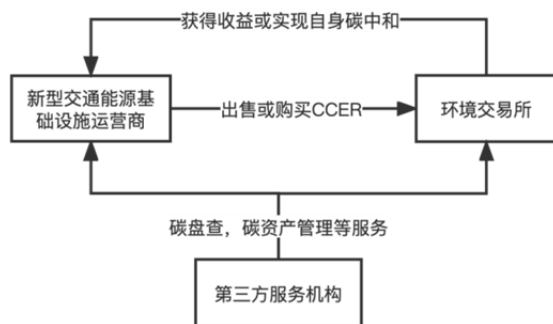 获得收益或实现自身碳中和
新型交通能源基
础设施运营商
出售或购买CCER
环境交易所
碳盘查，碳资产管理等服务
第三方服务机构